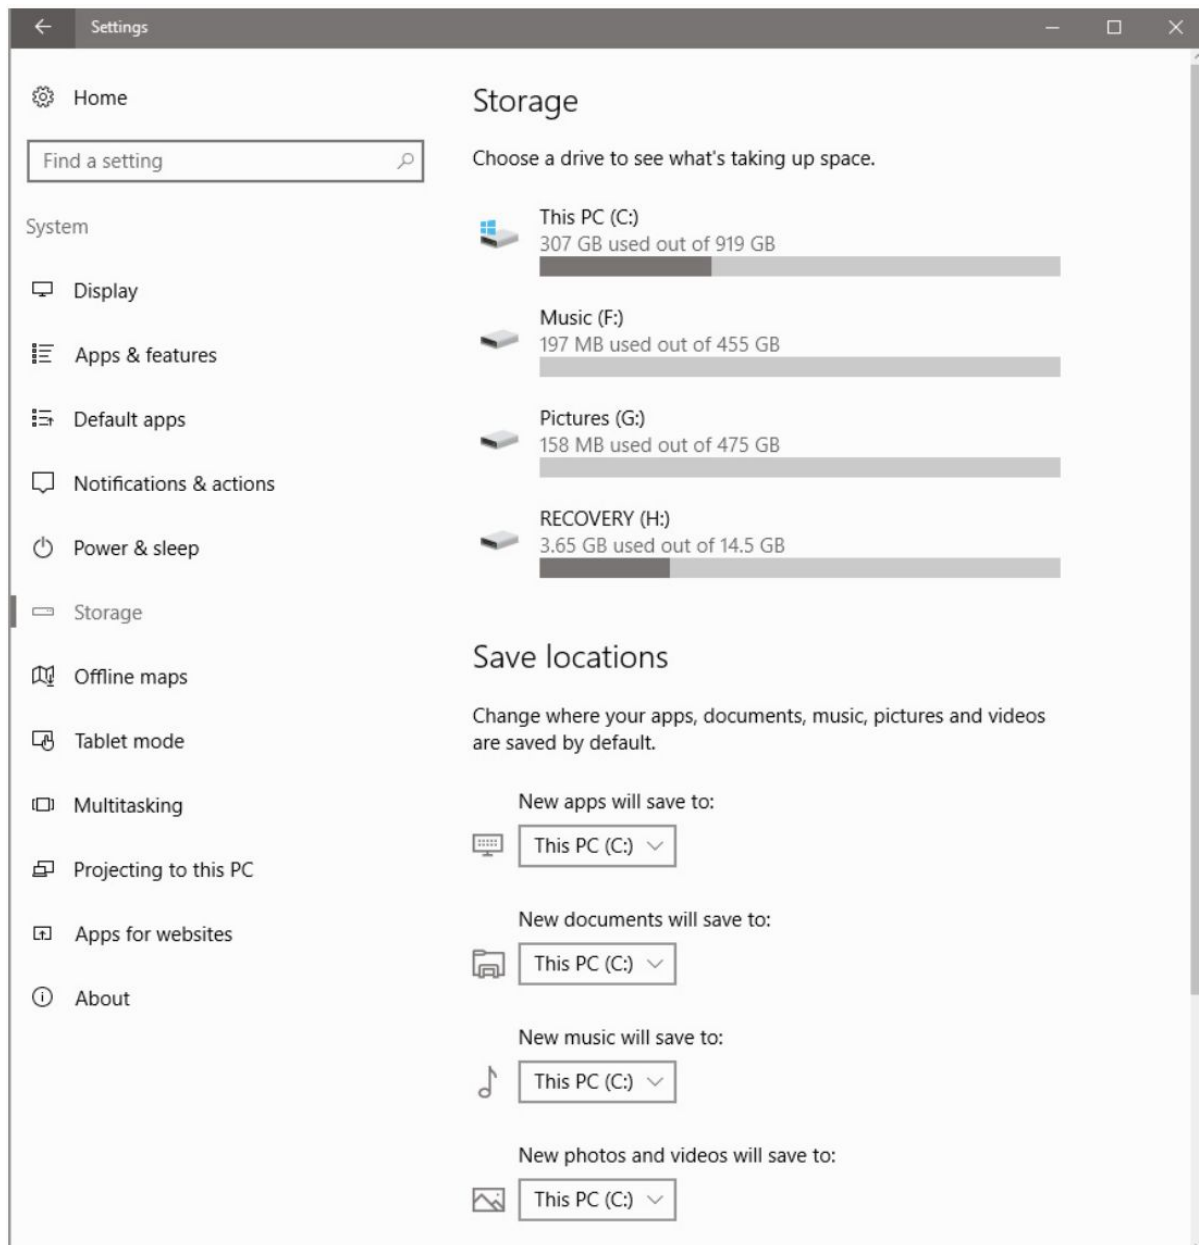 Settings
Home
Find a setting
System
Display
Apps & features
Default apps
Notifications & actions
Power & sleep
Storage
Offline maps
Tablet mode
Multitasking
Projecting to this PC
Apps for websites
About
Storage
Choose a drive to see what's taking up space.
This PC (C:)
307 GB used out of 919 GB
Music (F:)
197 MB used out of 455 GB
Pictures (G:)
158 MB used out of 475 GB
RECOVERY (H:)
3.65 GB used out of 14.5 GB
Save locations
Change where your apps, documents, music, pictures and videos
are saved by default.
New apps will save to:
This PC (C:)
New documents will save to:
This PC (C:)
New music will save to:
This PC (C:)
New photos and videos will save to:
This PC (C:)